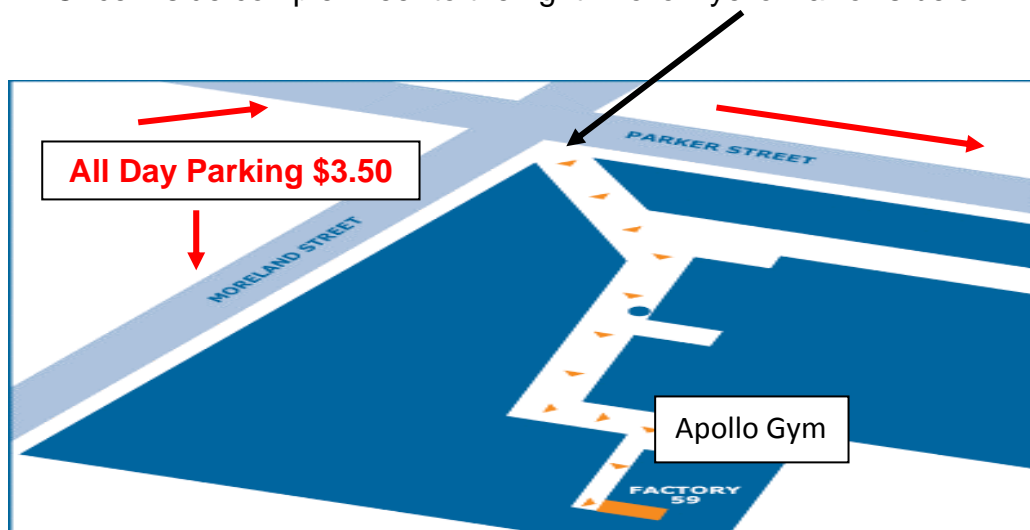 PARKER STREET
All Day Parking $3.50
MORELAND STREET
Apollo Gym
FACTORY
59